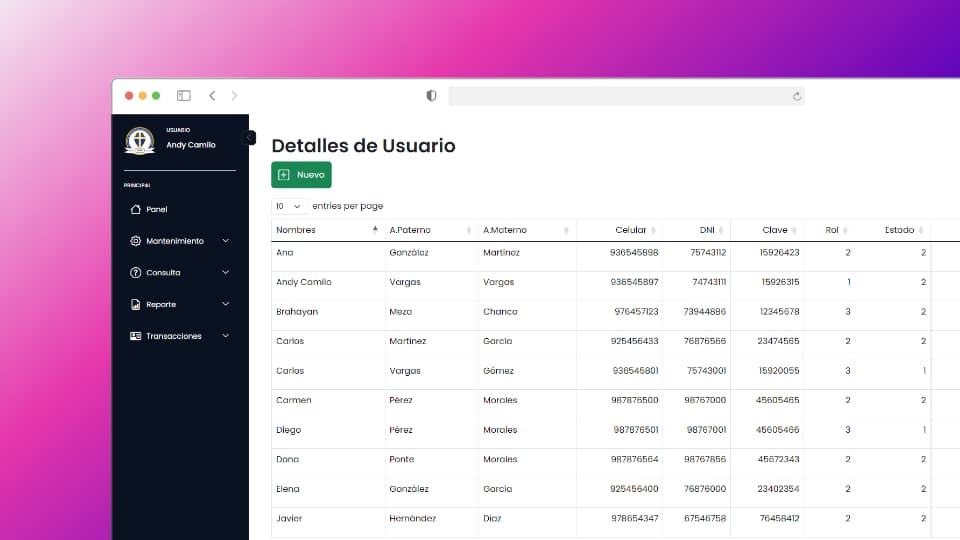 USUARIO
Andy Camilo
PRINCIPAL
Panel
Mantenimiento
Consulta
Reporte
Transacciones
Detalles de Usuario
Nuevo
10 entries per page
Nombres A.Paterno A.Materno Celular DNI Clave Rol Estado
Ana González Martínez 936545898 75743112 15926423 2 2
Andy Camilo Vargas Vargas 936545897 74743111 15926315 1 2
Brahayan Meza Chanca 976457123 73944886 12345678 3 2
Carlos Martínez García 925456433 76876566 23474565 2 2
Carlos Vargas Gómez 936545801 75743001 15920055 3 1
Carmen Pérez Morales 987876500 98767000 45605465 2 2
Diego Pérez Morales 987876501 98767001 45605466 3 1
Dona Ponte Morales 987876564 98767856 45672343 2 2
Elena González García 925456400 76876000 23402354 2 2
Javier Hernández Díaz 978654347 67546758 76458412 2 2